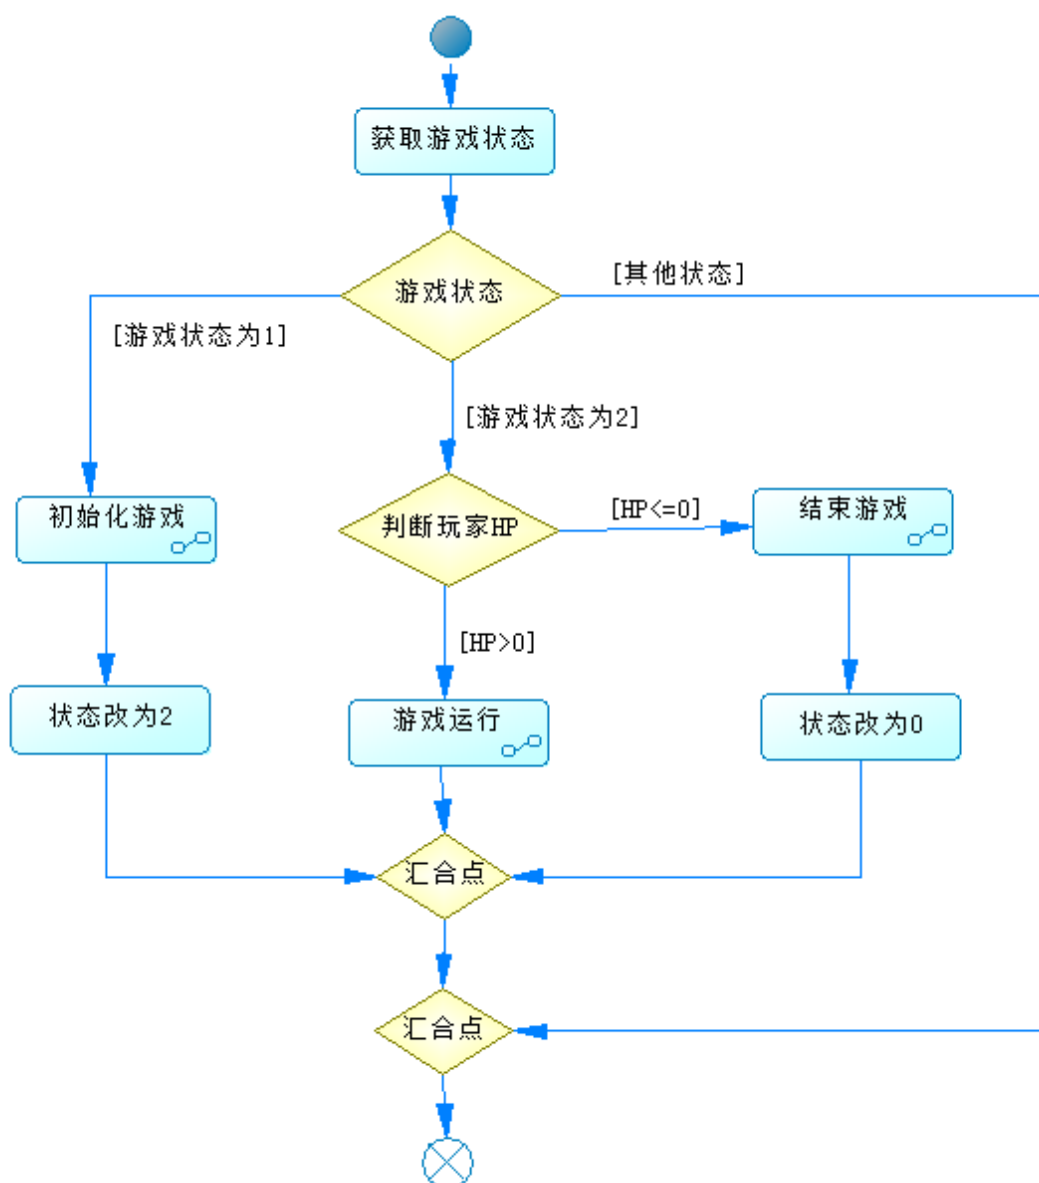 获取游戏状态
[其他状态]
游戏状态
[游戏状态为1]
[游戏状态为2]
初始化游戏
判断玩家HP
[HP<=0]
结束游戏
[HP>0]
状态改为2
游戏运行
状态改为0
汇合点
汇合点